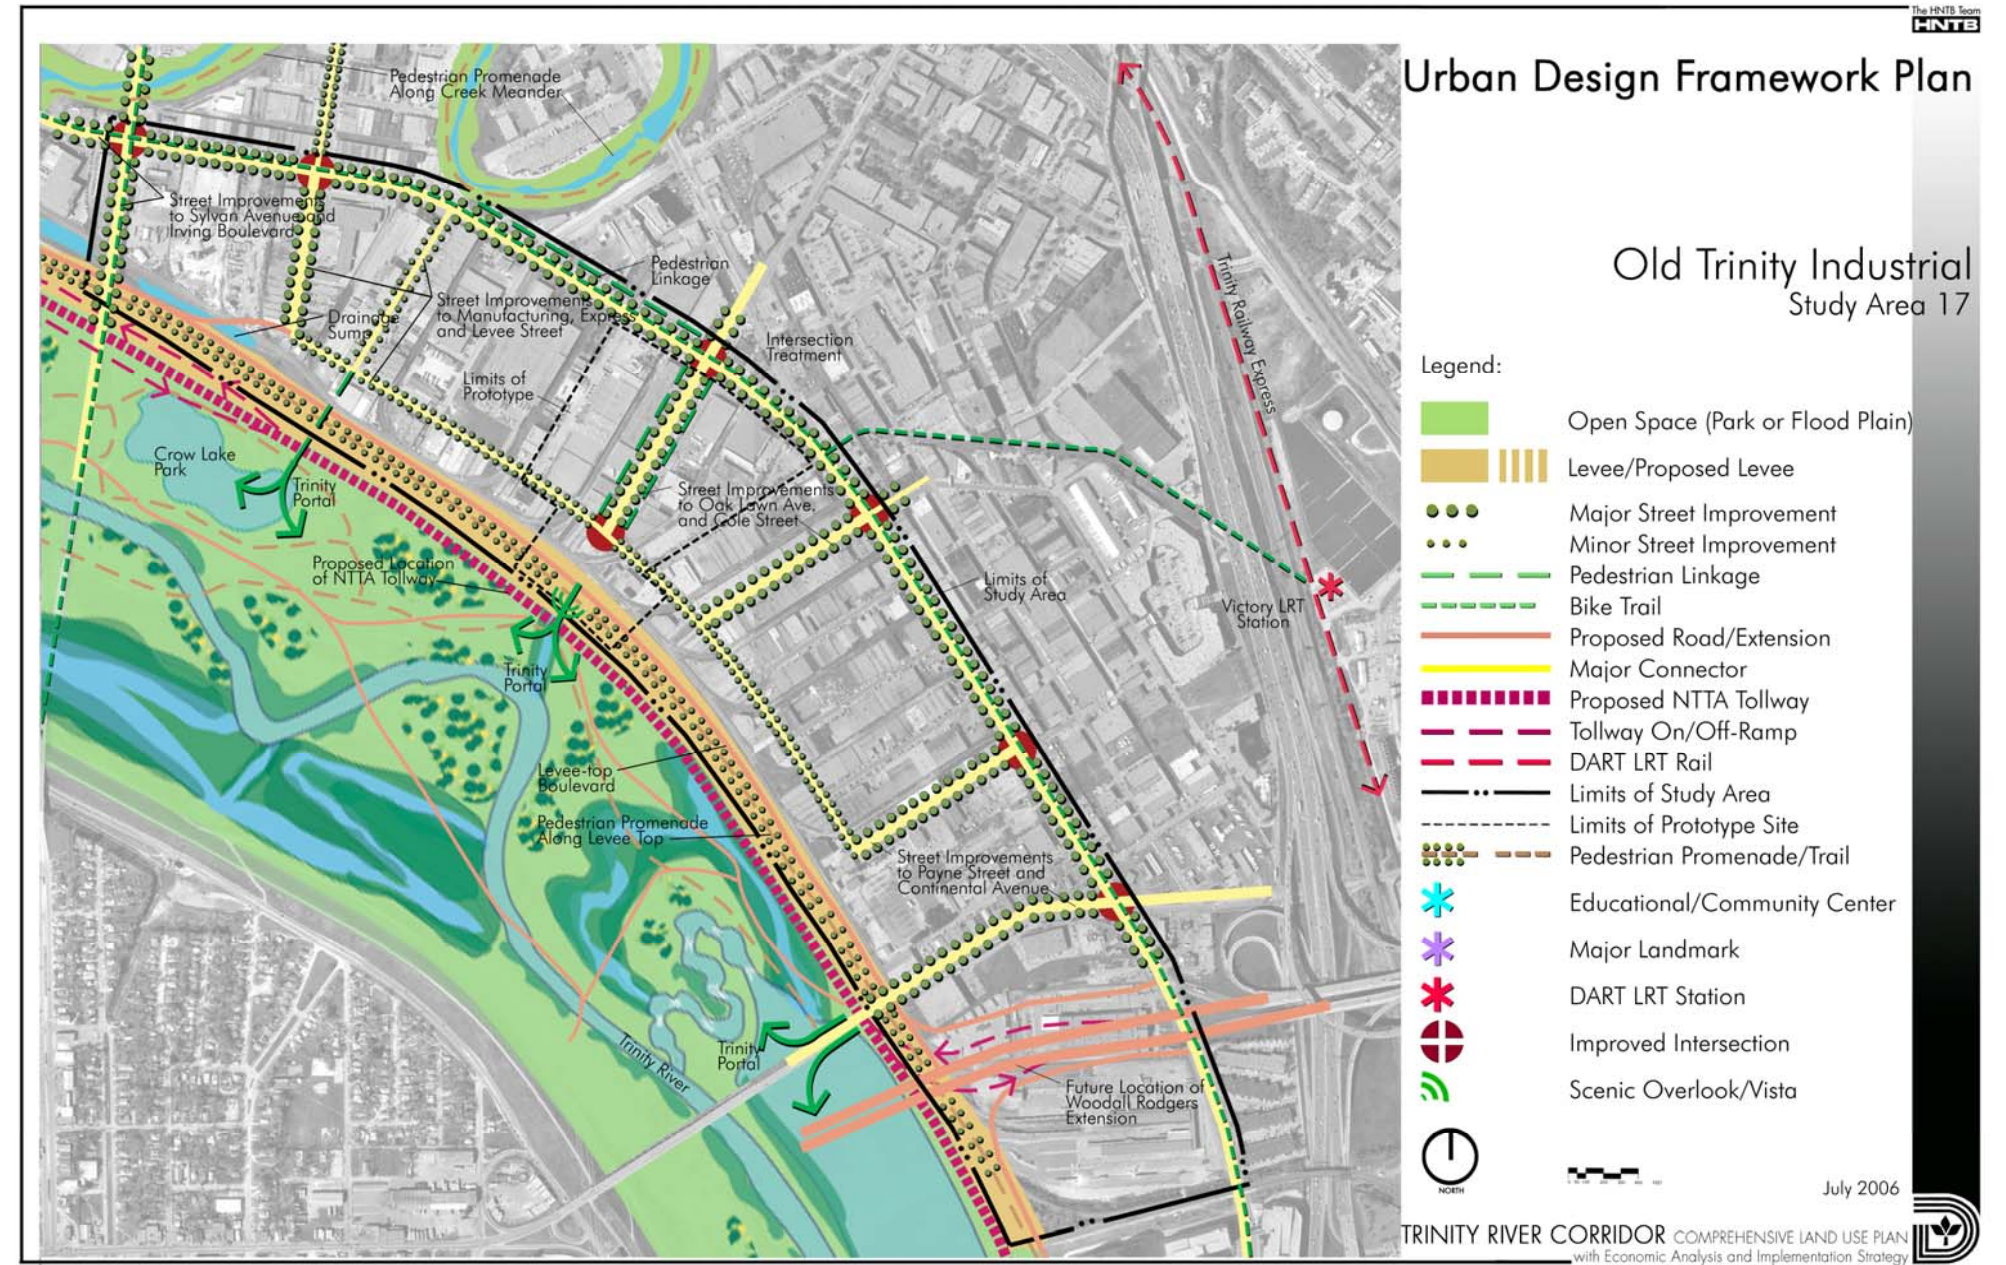 The HNTB Team
HNTB
Urban Design Framework Plan
Old Trinity Industrial
Study Area 17
Legend:
Open Space (Park or Flood Plain)
Levee/Proposed Levee
Major Street Improvement
Minor Street Improvement
Pedestrian Linkage
Bike Trail
Proposed Road/Extension
Major Connector
Proposed NTTA Tollway
Tollway On/Off-Ramp
DART LRT Rail
Limits of Study Area
Limits of Prototype Site
Pedestrian Promenade/Trail
Educational/Community Center
Major Landmark
DART LRT Station
Improved Intersection
Scenic Overlook/Vista
NORTH
July 2006
TRINITY RIVER CORRIDOR COMPREHENSIVE LAND USE PLAN
with Economic Analysis and Implementation Strategy
Pedestrian Promenade
Along Creek Meander
Street Improvements
to Sylvan Avenue and
Irving Boulevard
Pedestrian
Linkage
Trinity Railway Express
Drainage
Sump
Street Improvements
to Manufacturing, Express
and Levee Street
Intersection
Treatment
Limits of
Prototype
Crow Lake
Park
Trinity
Portal
Street Improvements
to Oak Lawn Ave.
and Cole Street
Proposed Location
of NTTA Tollway
Limits of
Study Area
Victory LRT
Station
Trinity
Portal
Levee-top
Boulevard
Pedestrian Promenade
Along Levee Top
Street Improvements
to Payne Street and
Continental Avenue
Trinity River
Trinity
Portal
Future Location of
Woodall Rodgers
Extension